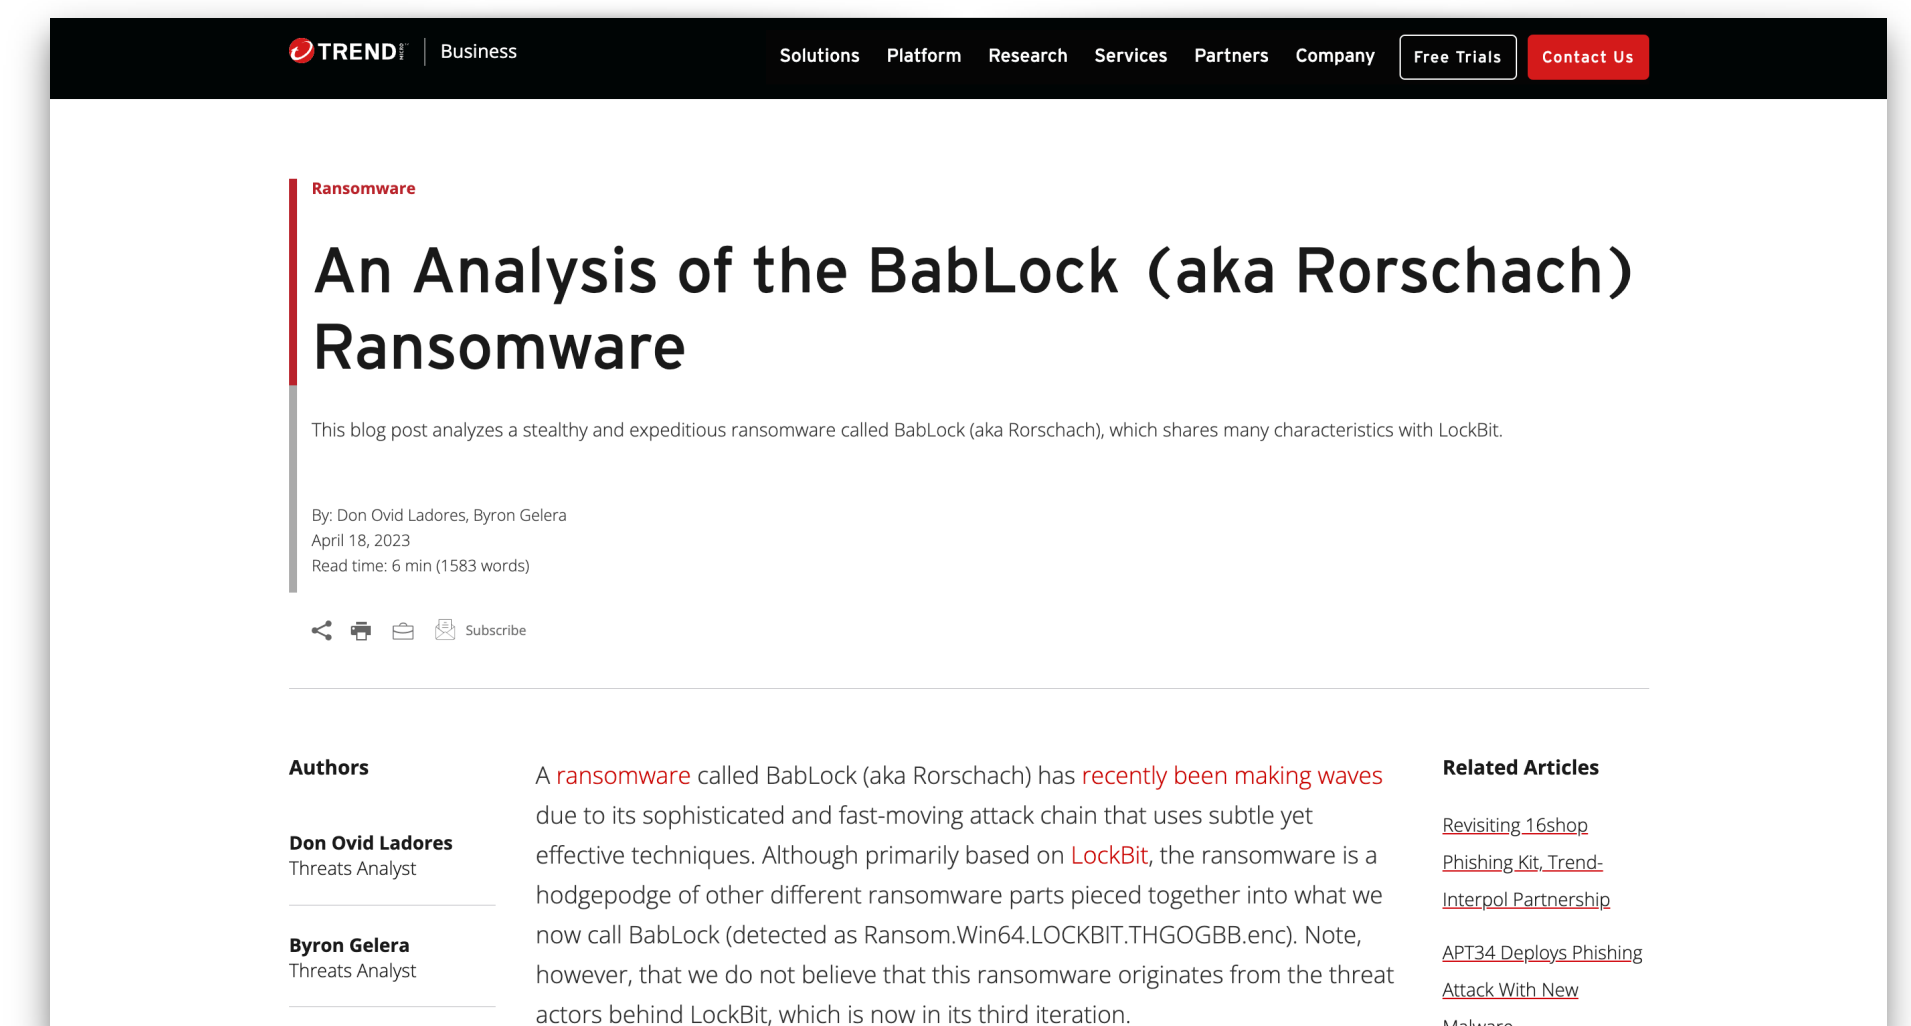 TREND MICRO Business
Solutions Platform Research Services Partners Company Free Trials Contact Us
Ransomware
An Analysis of the BabLock (aka Rorschach)
Ransomware
This blog post analyzes a stealthy and expeditious ransomware called BabLock (aka Rorschach), which shares many characteristics with LockBit.
By: Don Ovid Ladores, Byron Gelera
April 18, 2023
Read time: 6 min (1583 words)
Subscribe
Authors
Don Ovid Ladores
Threats Analyst
Byron Gelera
Threats Analyst
A ransomware called BabLock (aka Rorschach) has recently been making waves
due to its sophisticated and fast-moving attack chain that uses subtle yet
effective techniques. Although primarily based on LockBit, the ransomware is a
hodgepodge of other different ransomware parts pieced together into what we
now call BabLock (detected as Ransom.Win64.LOCKBIT.THGOGBB.enc). Note,
however, that we do not believe that this ransomware originates from the threat
actors behind LockBit, which is now in its third iteration.
Related Articles
Revisiting 16shop
Phishing Kit, Trend-
Interpol Partnership
APT34 Deploys Phishing
Attack With New
Malware